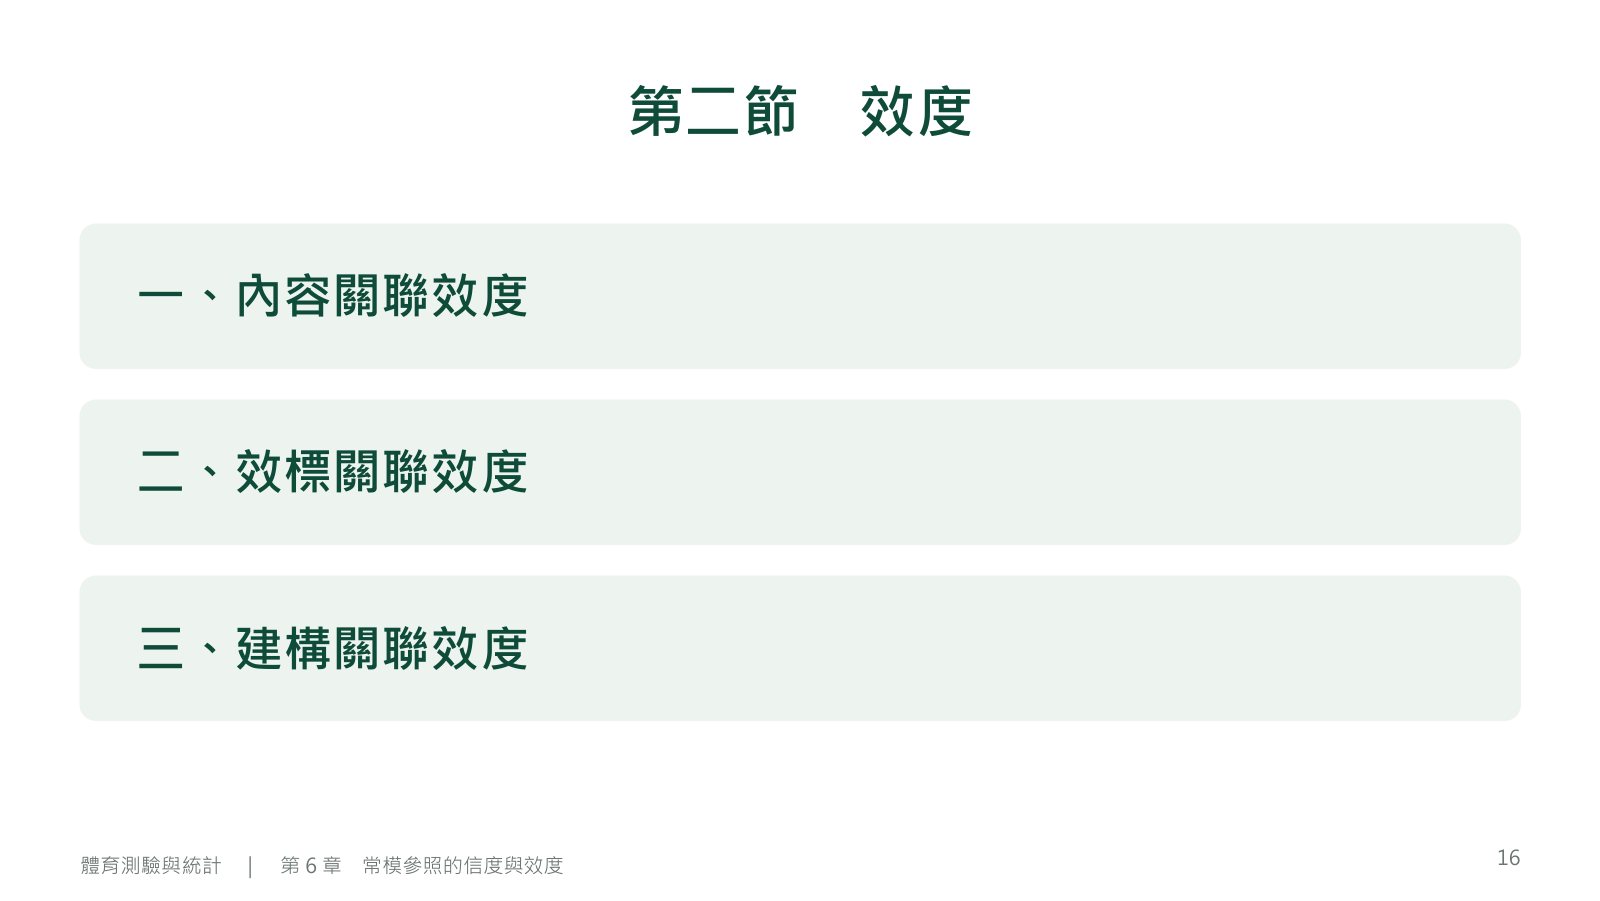 第二節　效度
一、內容關聯效度
二、效標關聯效度
三、建構關聯效度
體育測驗與統計　|　第 6 章　常模參照的信度與效度
16